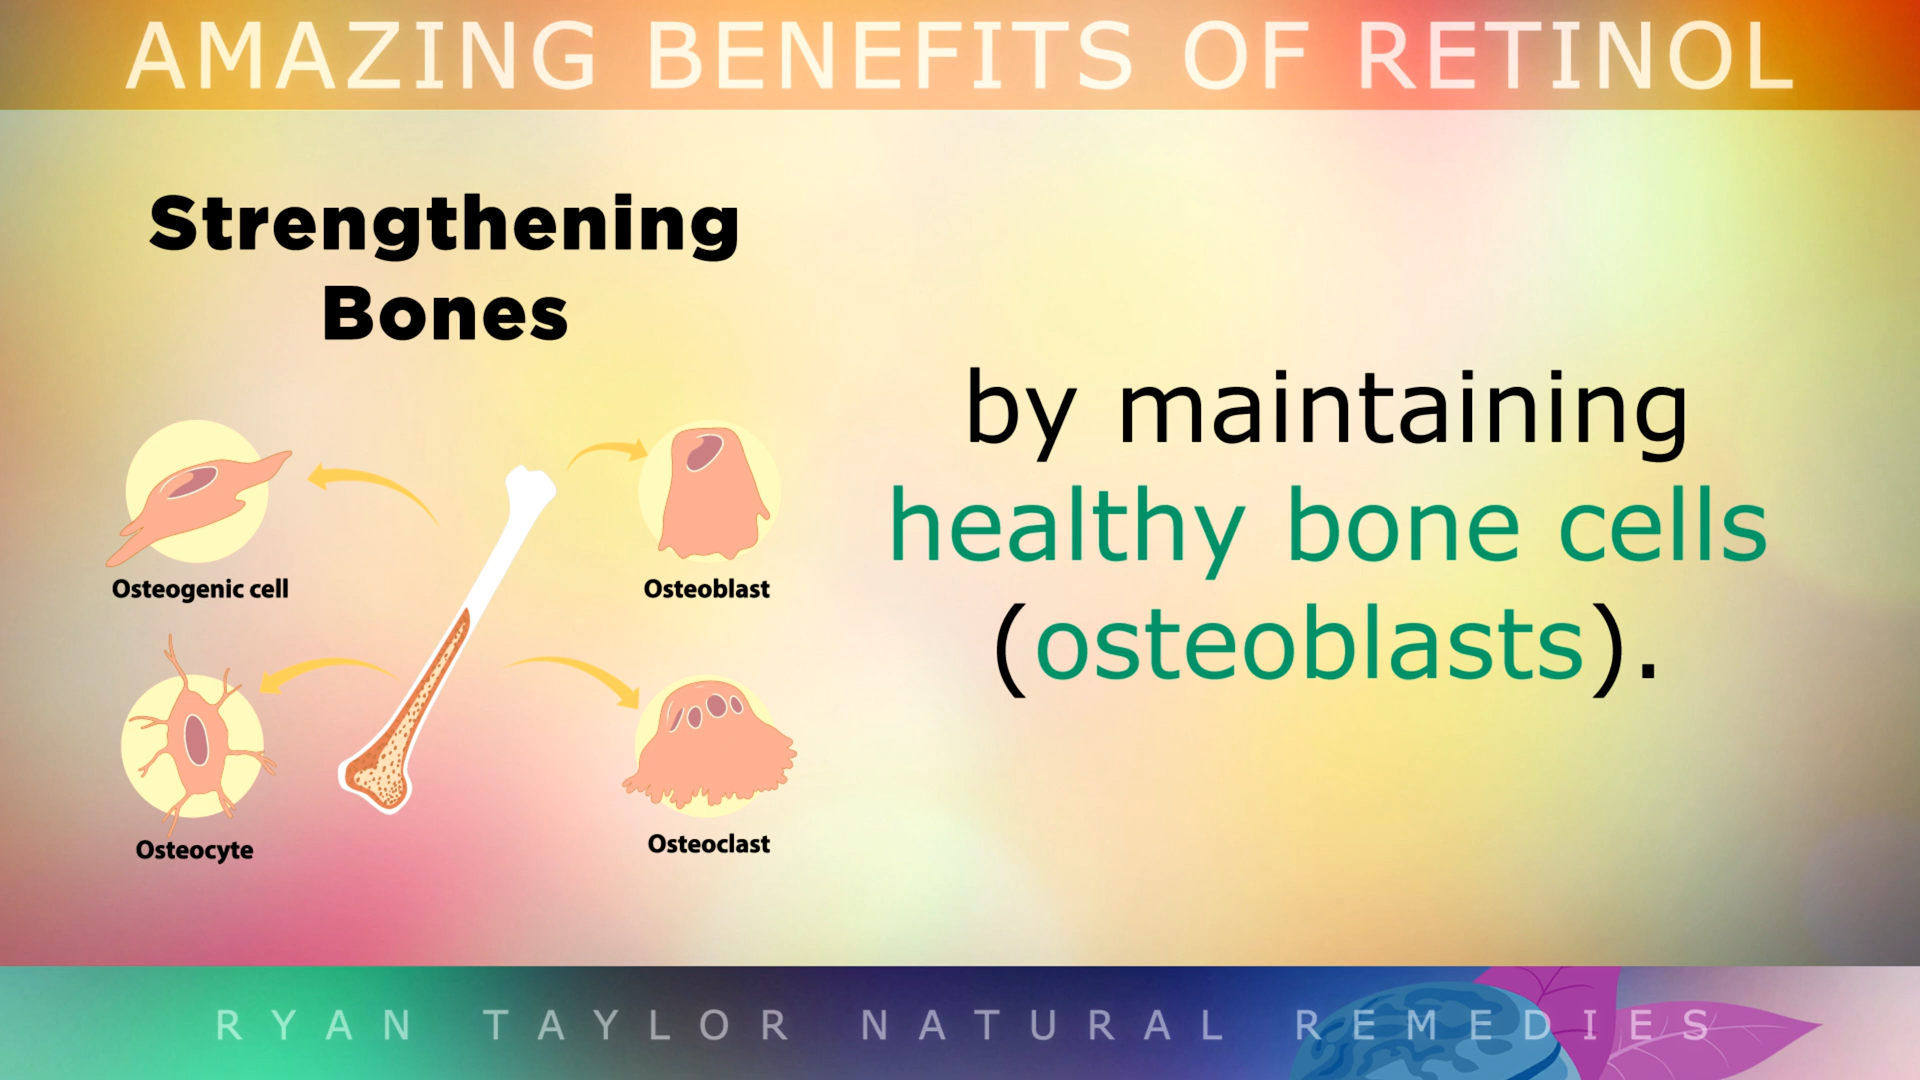 AMAZING BENEFITS OF RETINOL
Strengthening
Bones
Osteogenic cell
Osteoblast
Osteocyte
Osteoclast
by maintaining
healthy bone cells
(osteoblasts).
RYAN TAYLOR NATURAL REMEDIES